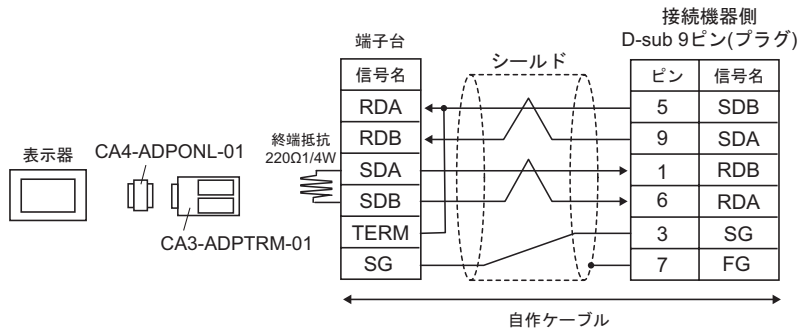 接続機器側
D-sub 9ピン(プラグ)
端子台
シールド
信号名
ピン 信号名
RDA 5 SDB
RDB 9 SDA
SDA 1 RDB
SDB 6 RDA
TERM 3 SG
SG 7 FG
終端抵抗
220Ω1/4W
表示器
CA4-ADPONL-01
CA3-ADPTRM-01
自作ケーブル